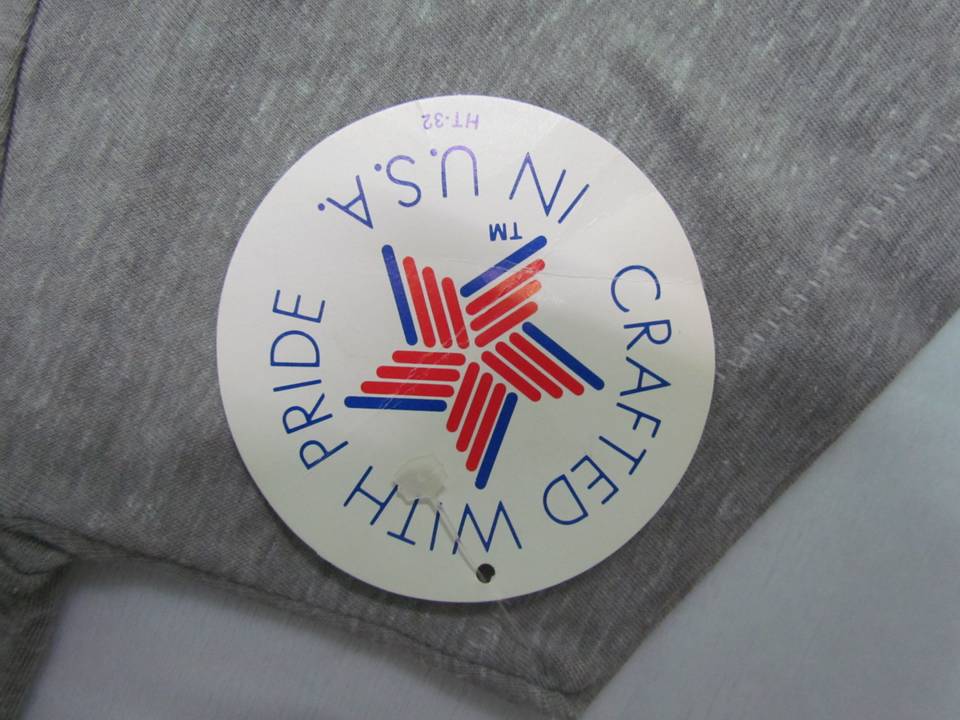 CRAFTED WITH PRIDE
IN U.S.A.
TM
HT-32